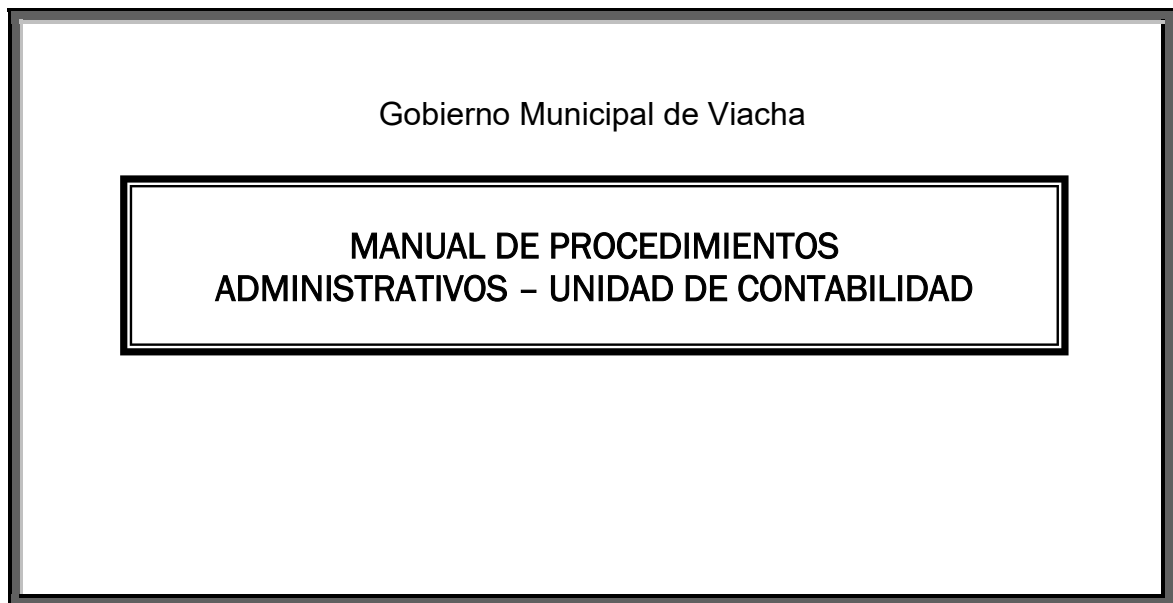 Gobierno Municipal de Viacha
MANUAL DE PROCEDIMIENTOS
ADMINISTRATIVOS – UNIDAD DE CONTABILIDAD